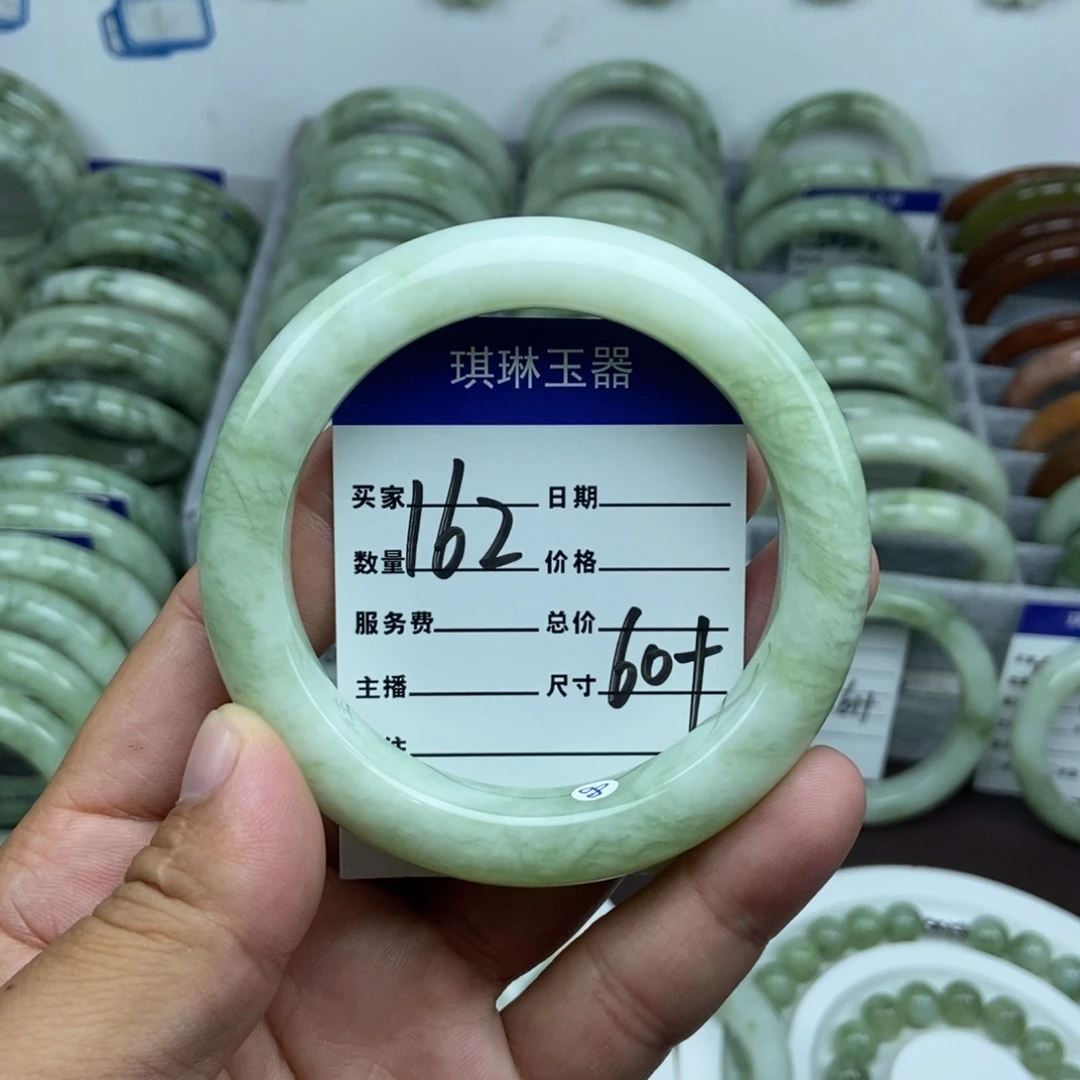 琪琳玉器
买家 日期
162
数量 价格
服务费 总价
主播 尺寸 60+